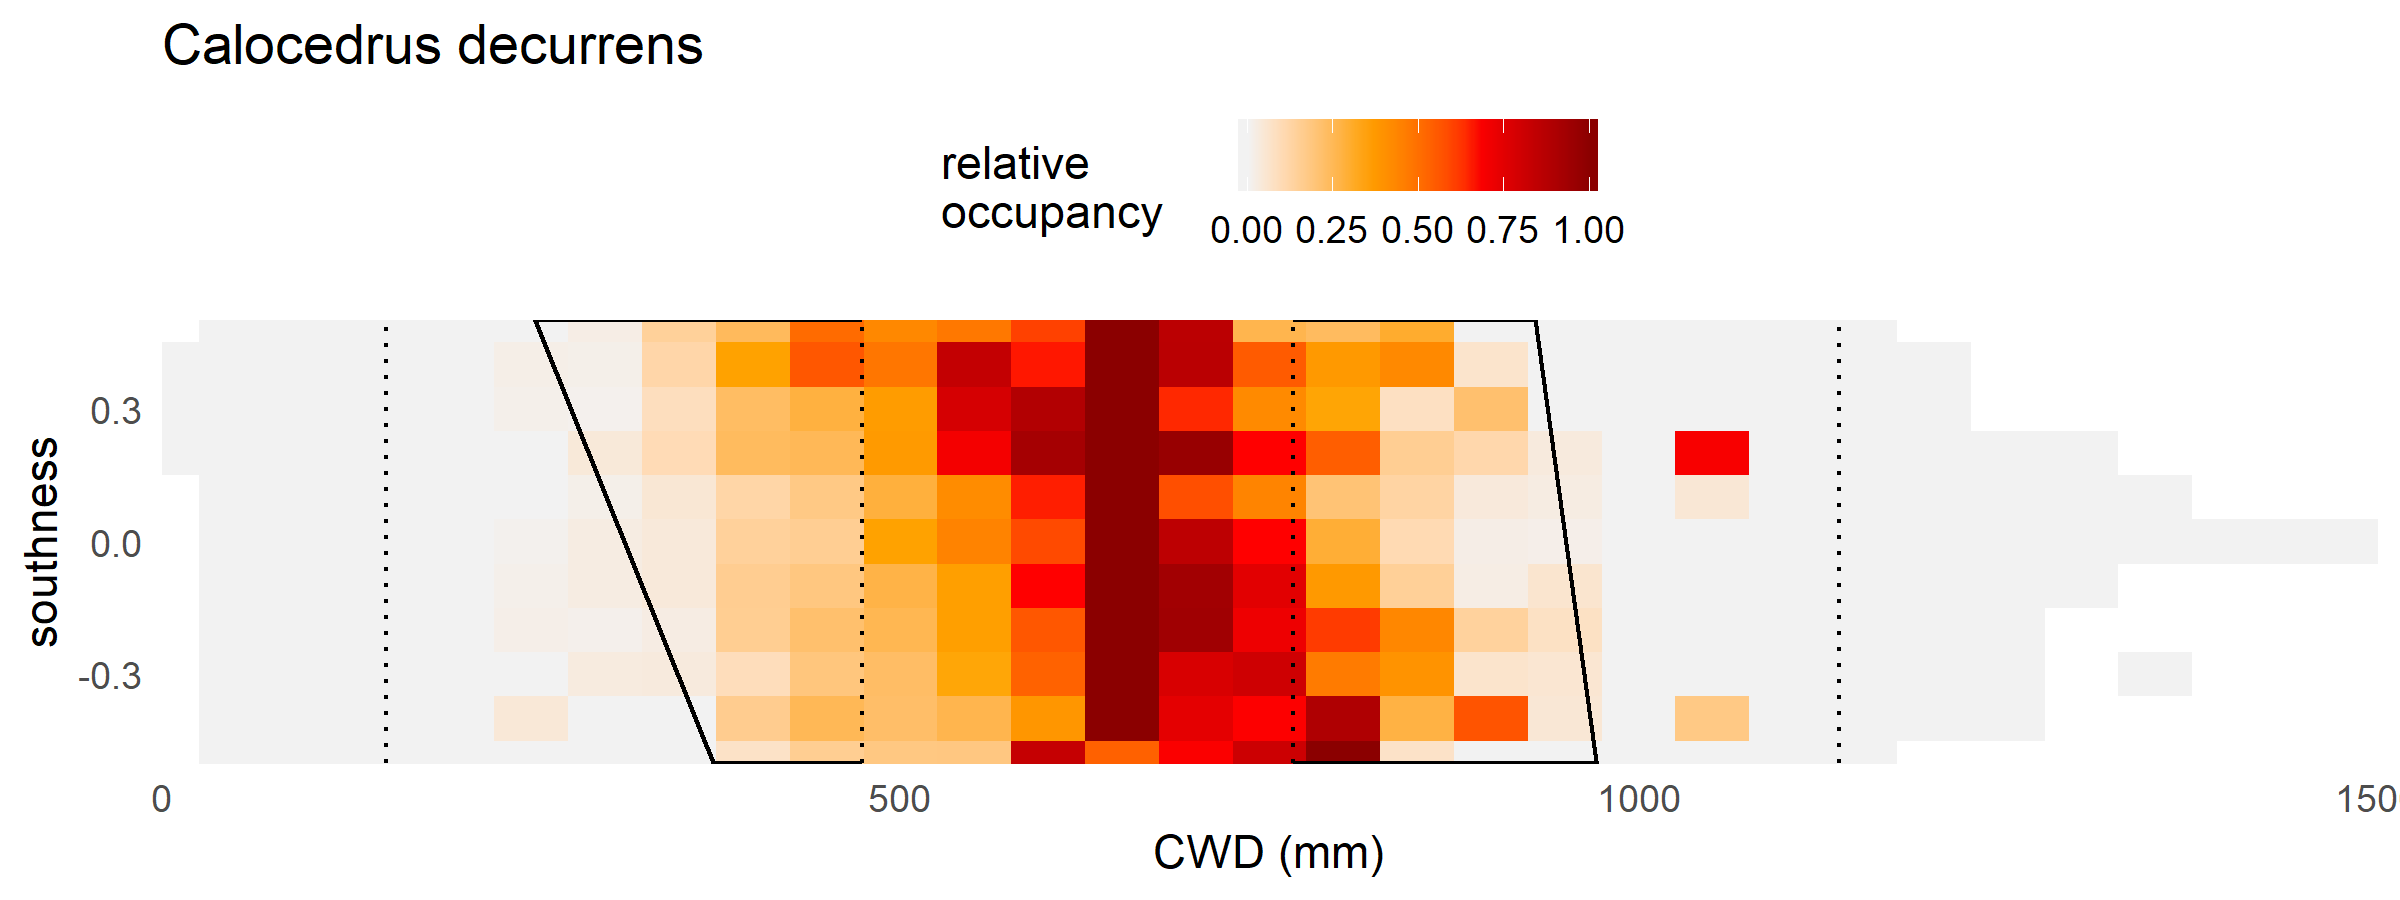 Calocedrus decurrens
relative
occupancy
0.00 0.25 0.50 0.75 1.00
southness
0.3
0.0
-0.3
0 500 1000 150
CWD (mm)